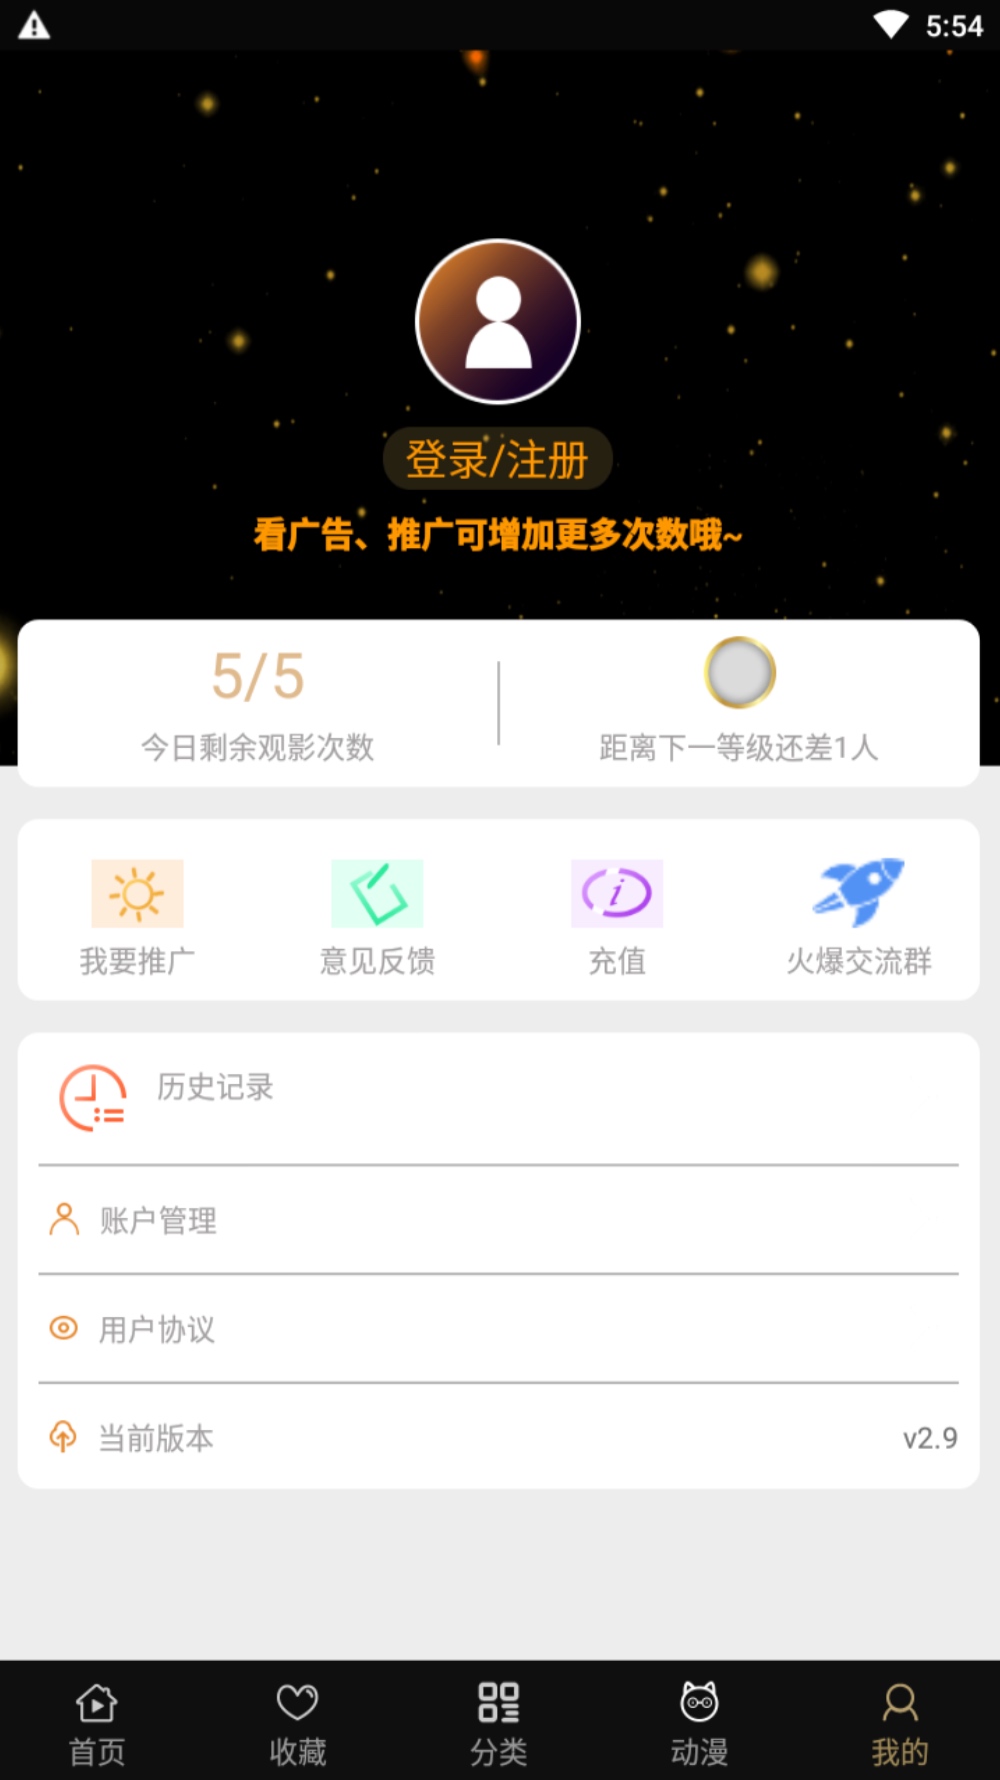 5:54
登录/注册
看广告、推广可增加更多次数哦~
5/5
今日剩余观影次数
距离下一等级还差1人
我要推广
意见反馈
充值
火爆交流群
历史记录
账户管理
用户协议
当前版本 v2.9
首页 收藏 分类 动漫 我的